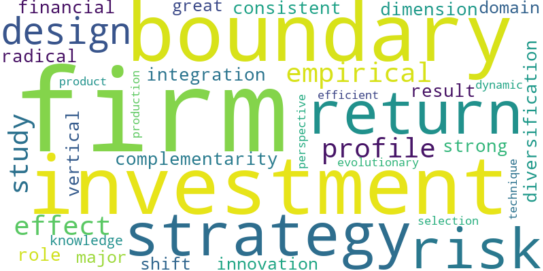 financial
great
consistent
dimension
domain
design
boundary
radical
product
integration
empirical
firm
production
perspective
efficient
result
dynamic
return
diversification
study
vertical
complementarity
profile
strong
evolutionary
investment
technique
effect
strategy
selection
risk
knowledge
role
major
shift
innovation